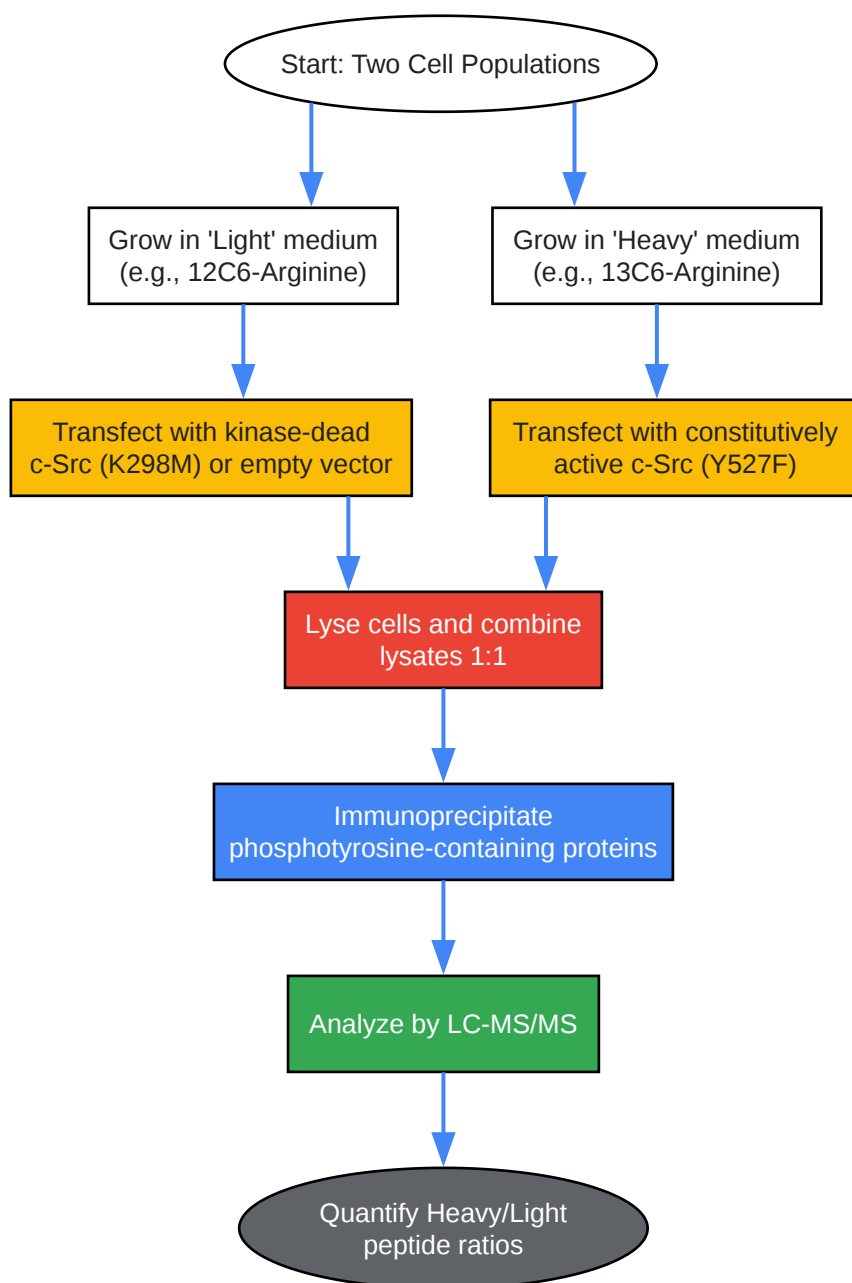 Start: Two Cell Populations
Grow in 'Light' medium
(e.g., 12C6-Arginine)
Grow in 'Heavy' medium
(e.g., 13C6-Arginine)
Transfect with kinase-dead
c-Src (K298M) or empty vector
Transfect with constitutively
active c-Src (Y527F)
Lyse cells and combine
lysates 1:1
Immunoprecipitate
phosphotyrosine-containing proteins
Analyze by LC-MS/MS
Quantify Heavy/Light
peptide ratios